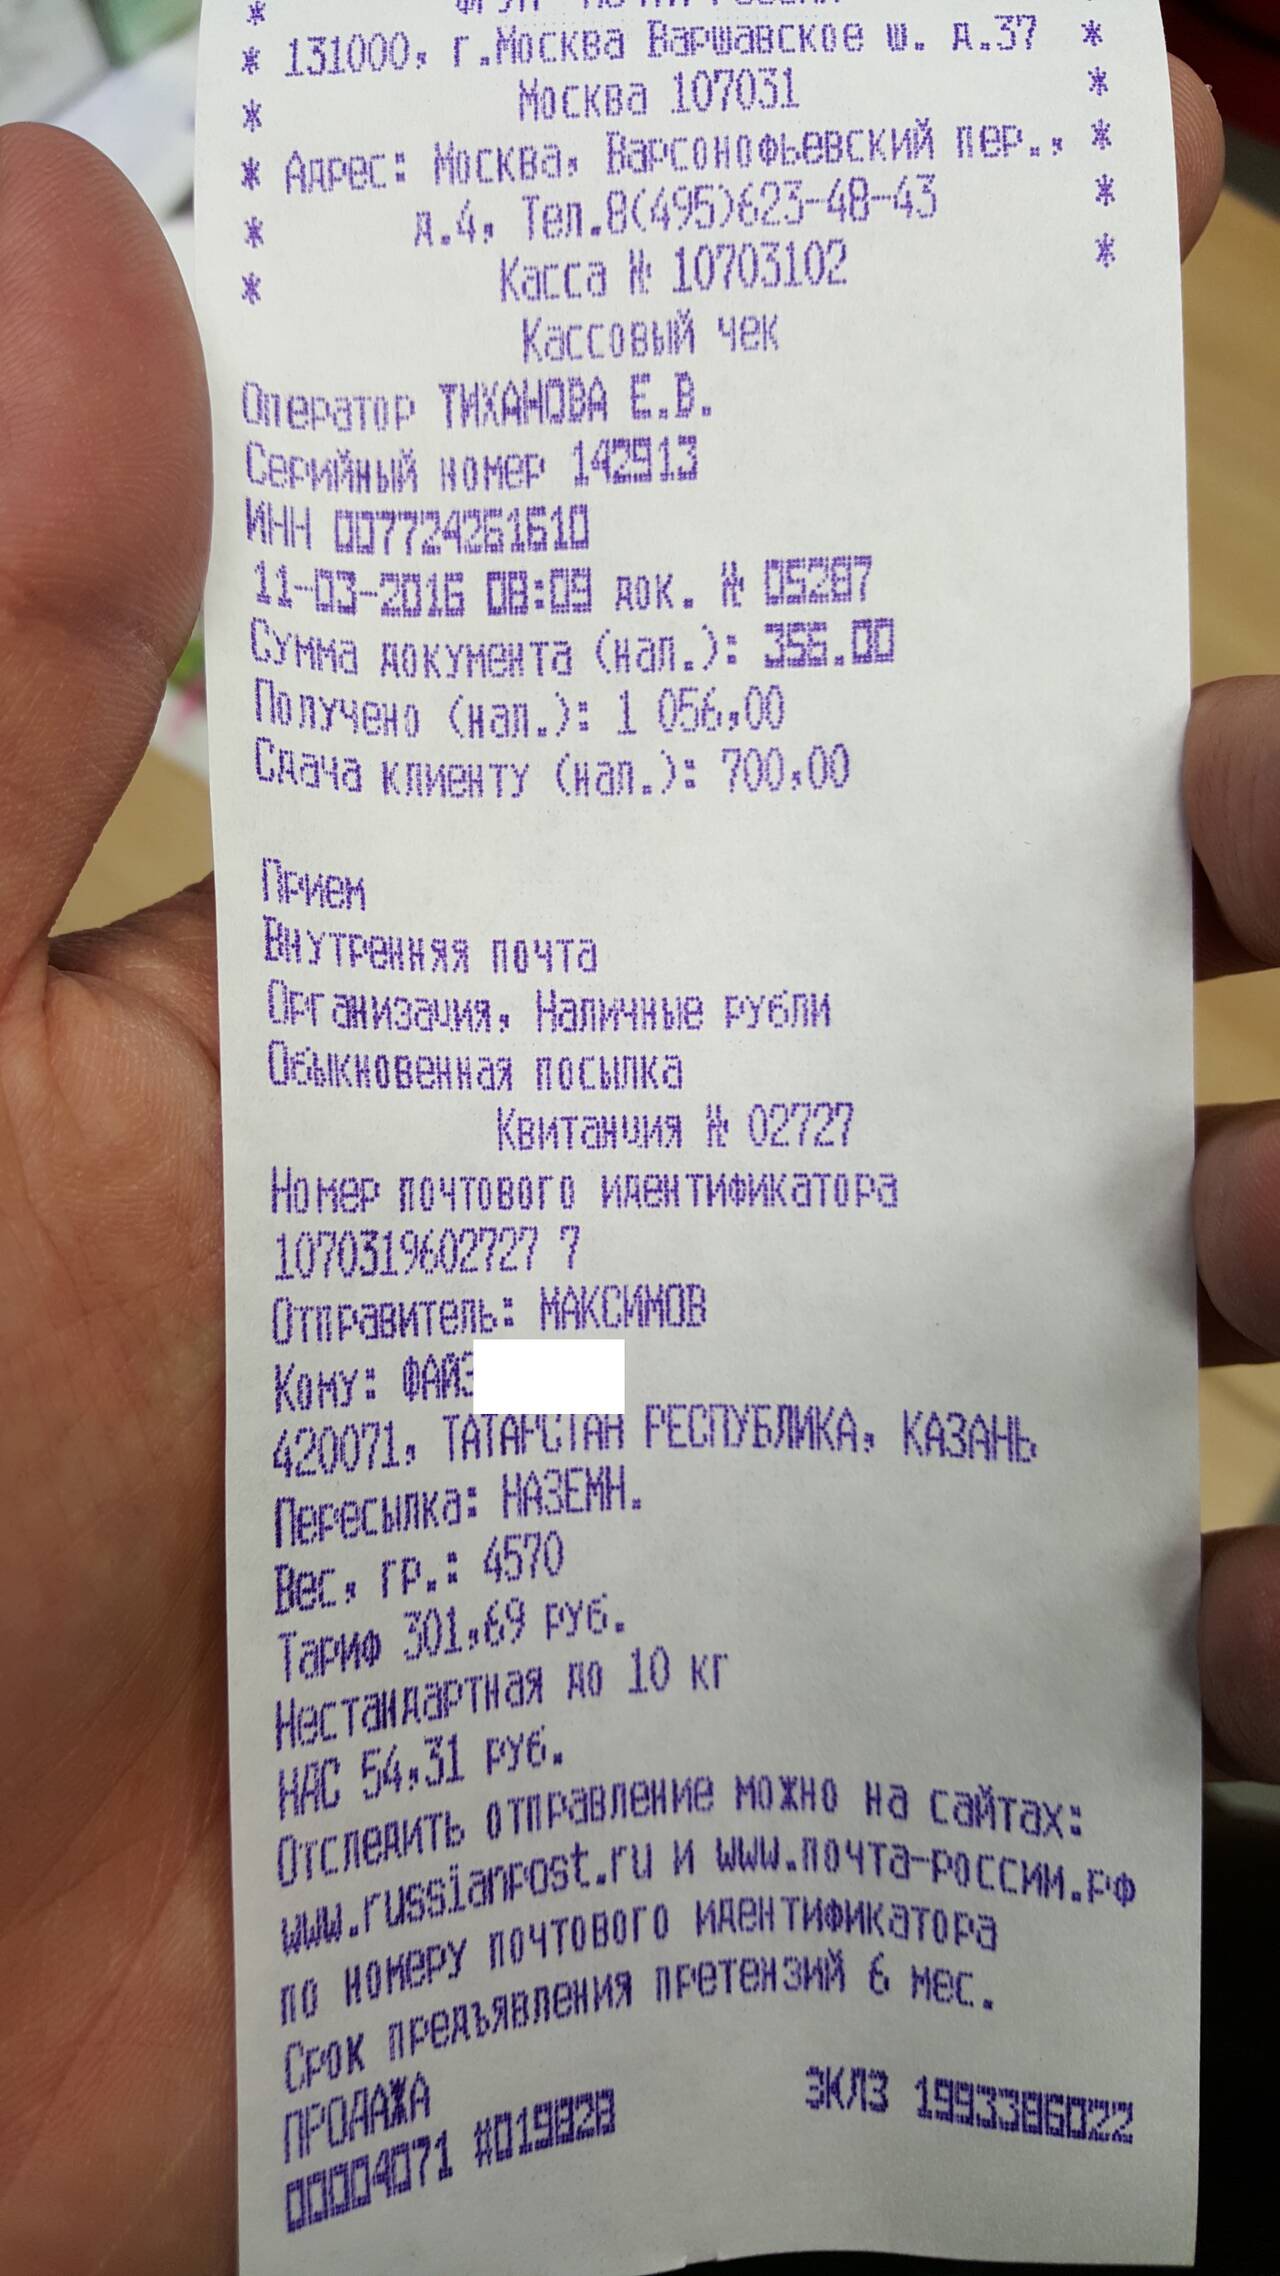 * 131000, г.Москва Варшавское ш. д.37 *
* Москва 107031 *
* Адрес: Москва, Варсонофьевский пер., *
* д.4, Тел.8(495)623-48-43 *
* Касса № 10703102 *
Кассовый чек
Оператор ТИХАНОВА Е.В.
Серийный номер 142913
ИНН 007724261610
11-03-2016 08:09 док. № 05287
Сумма документа (нал.): 356.00
Получено (нал.): 1 056,00
Сдача клиенту (нал.): 700,00
Прием
Внутренняя почта
Организация, Наличные рубли
Обыкновенная посылка
Квитанция № 02727
Номер почтового идентификатора
1070319602727 7
Отправитель: МАКСИМОВ
Кому: ФАЙЗ
420071, ТАТАРСТАН РЕСПУБЛИКА, КАЗАНЬ
Пересылка: НАЗЕМН.
Вес, гр.: 4570
Тариф 301,69 руб.
Нестандартная до 10 кг
НДС 54,31 руб.
Отследить отправление можно на сайтах:
www.russianpost.ru и www.почта-россии.рф
по номеру почтового идентификатора
Срок предъявления претензий 6 мес.
ПРОДАЖА
00004071 #019828 ЭКЛЗ 1993386022